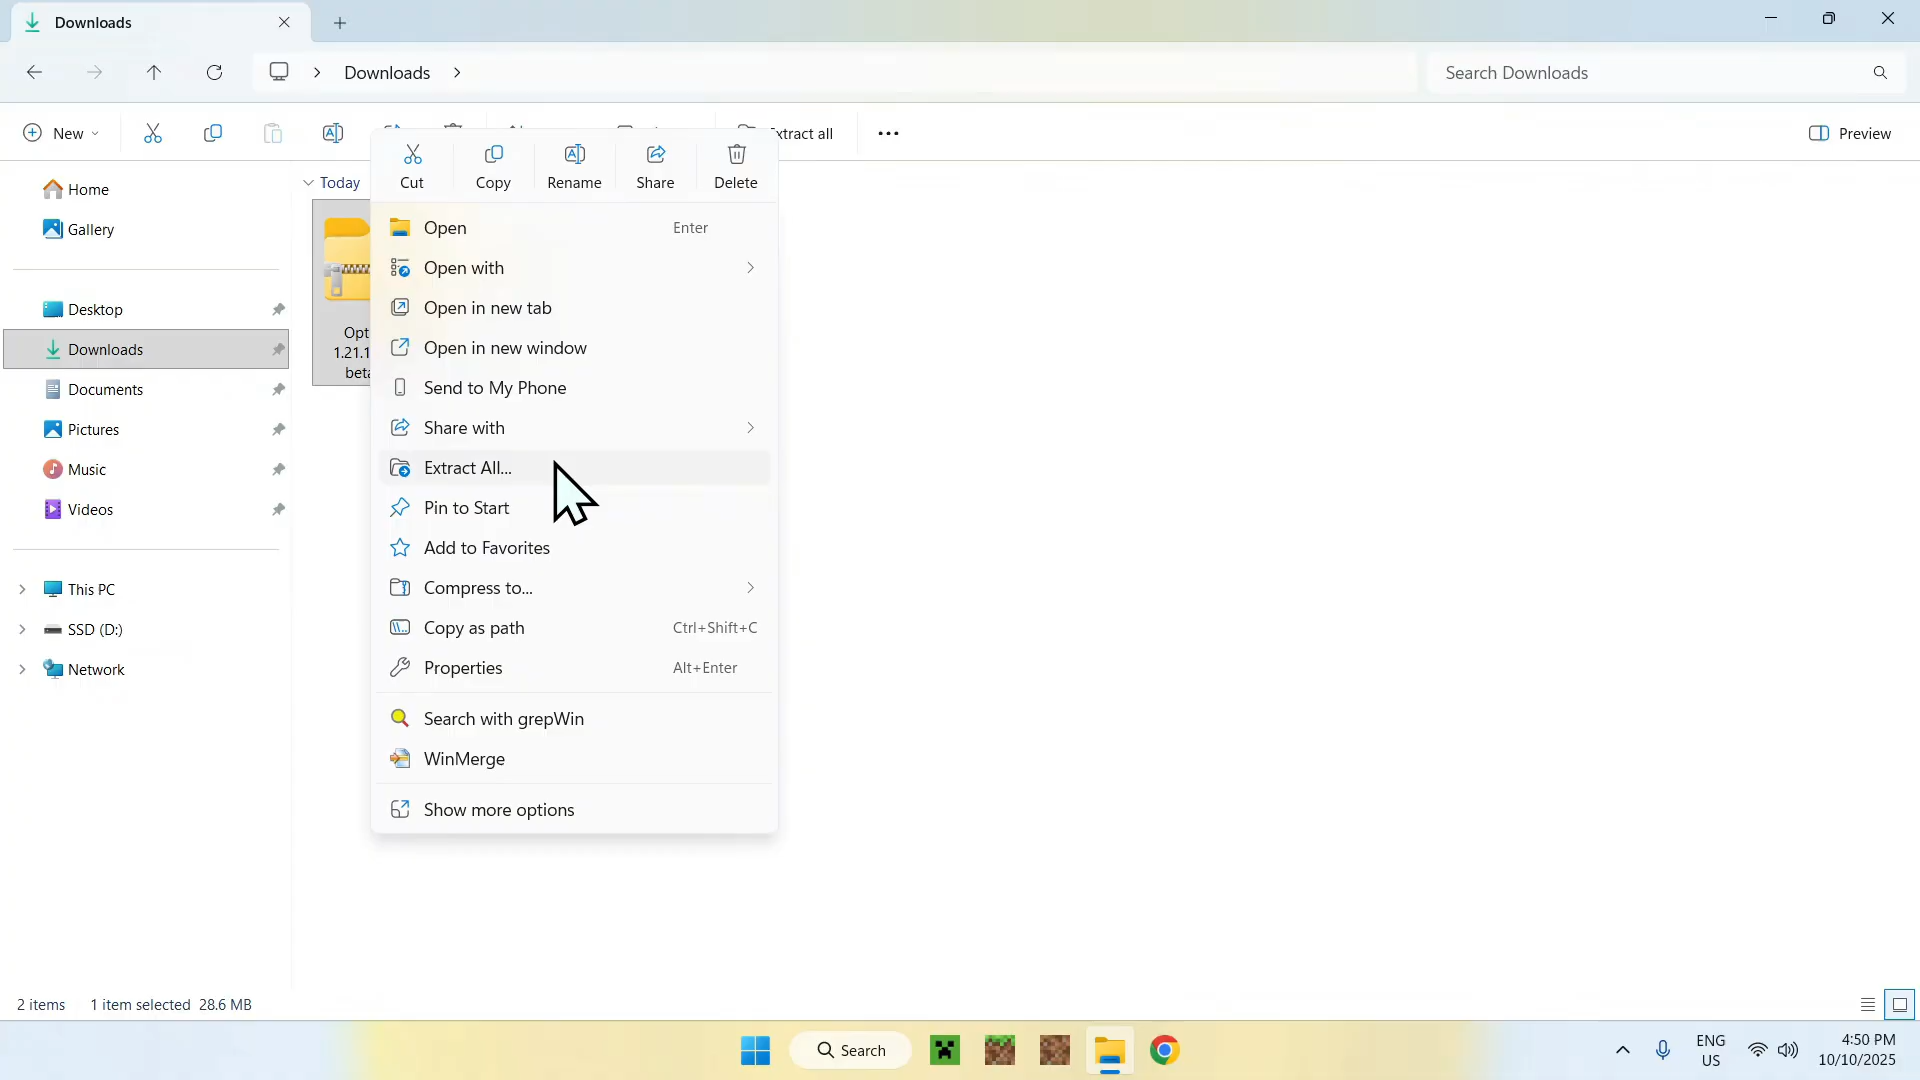 Downloads
Downloads
Search Downloads
New
Extract all
Preview
Cut
Copy
Rename
Share
Delete
Home
Gallery
Desktop
Downloads
Documents
Pictures
Music
Videos
This PC
SSD (D:)
Network
Today
Opt
1.21.1
beta
Open Enter
Open with
Open in new tab
Open in new window
Send to My Phone
Share with
Extract All...
Pin to Start
Add to Favorites
Compress to...
Copy as path Ctrl+Shift+C
Properties Alt+Enter
Search with grepWin
WinMerge
Show more options
2 items 1 item selected 28.6 MB
Search
ENG
US
4:50 PM
10/10/2025